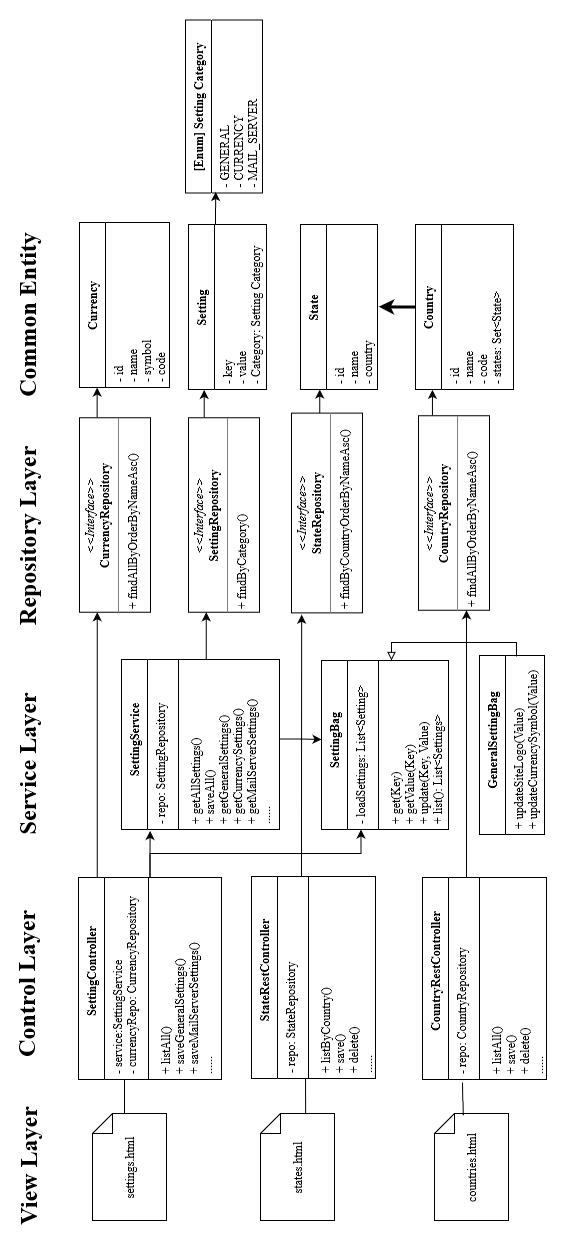 View Layer
Control Layer
Service Layer
Repository Layer
Common Entity
settings.html
SettingController
- service:SettingService
- currencyRepo: CurrencyRepository
+ listAll()
+ saveGeneralSettings()
+ saveMailServerSettings()
......
SettingService
- repo: SettingRepository
+ getAllSettings()
+ saveAll()
+ getGeneralSettings()
+ getCurrencySettings()
+ getMailServerSettings()
......
<<Interface>>
CurrencyRepository
+ findAllByOrderByNameAsc()
Currency
- id
- name
- symbol
- code
<<Interface>>
SettingRepository
+ findByCategory()
Setting
- key
- value
- Category: Setting Category
[Enum] Setting Category
- GENERAL
- CURRENCY
- MAIL_SERVER
states.html
StateRestController
- repo: StateRepository
+ listByCountry()
+ save()
+ delete()
......
SettingBag
- loadSettings: List<Setting>
+ get(Key)
+ getValue(Key)
+ update(Key, Value)
+ list(): List<Settings>
<<Interface>>
StateRepository
+ findByCountryOrderByNameAsc()
State
- id
- name
- country
countries.html
CountryRestController
- repo: CountryRepository
+ listAll()
+ save()
+ delete()
......
GeneralSettingBag
+ updateSiteLogo(Value)
+ updateCurrencySymbol(Value)
<<Interface>>
CountryRepository
+ findAllByOrderByNameAsc()
Country
- id
- name
- code
- states: Set<State>